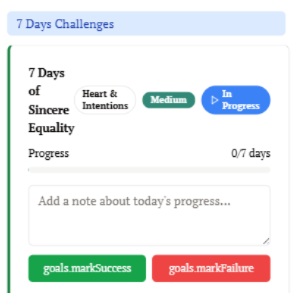 7 Days Challenges
7 Days
of
Sincere
Equality
Heart &
Intentions
Medium
In
Progress
Progress
0/7 days
Add a note about today's progress...
goals.markSuccess
goals.markFailure